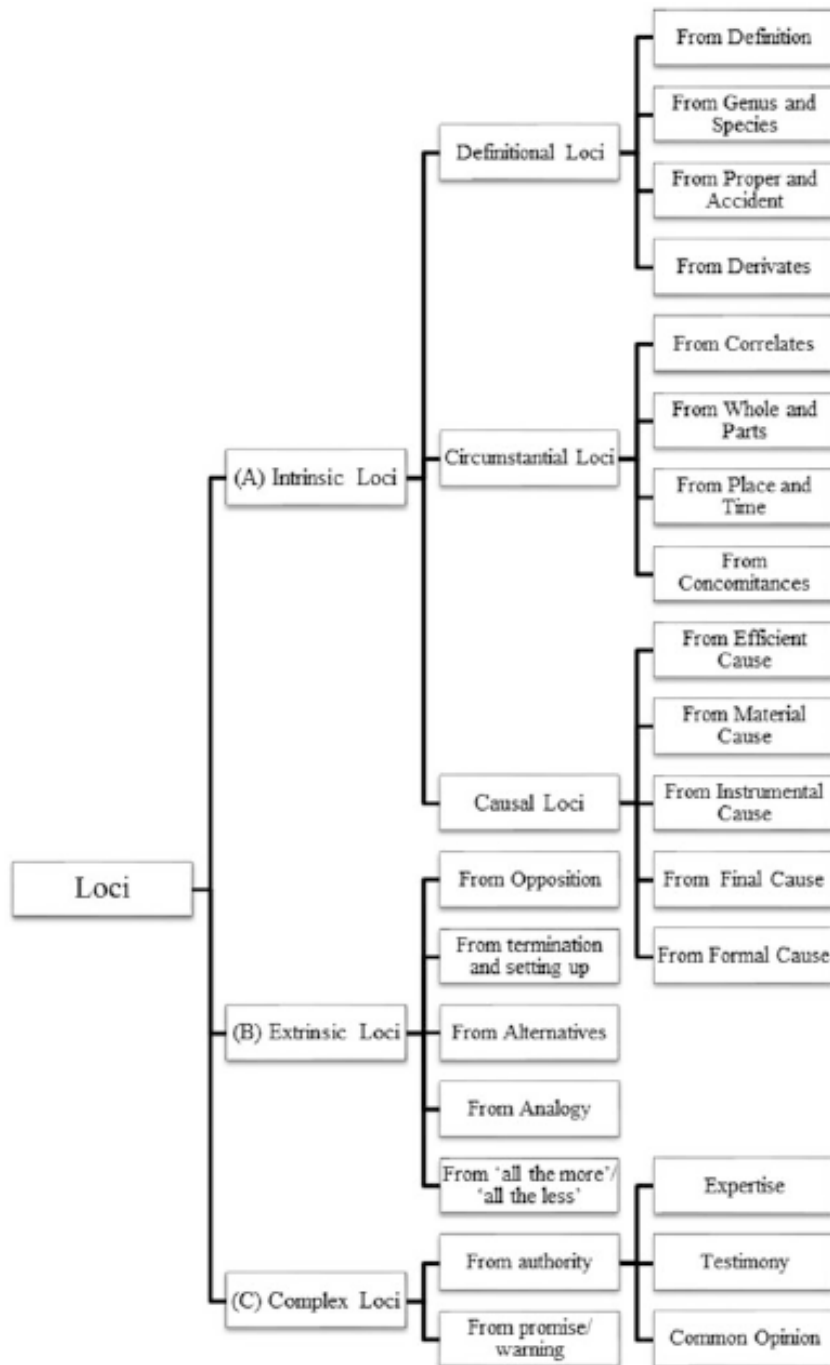 From Definition
From Genus and
Species
Definitional Loci
From Proper and
Accident
From Derivates
From Correlates
From Whole and
Parts
(A) Intrinsic Loci
Circumstantial Loci
From Place and
Time
From
Concomitances
From Efficient
Cause
From Material
Cause
Causal Loci
From Instrumental
Cause
Loci
From Opposition
From Final Cause
From termination
and setting up
From Formal Cause
(B) Extrinsic Loci
From Alternatives
From Analogy
From ‘all the more’/
‘all the less’
Expertise
(C) Complex Loci
From authority
Testimony
From promise/
warning
Common Opinion